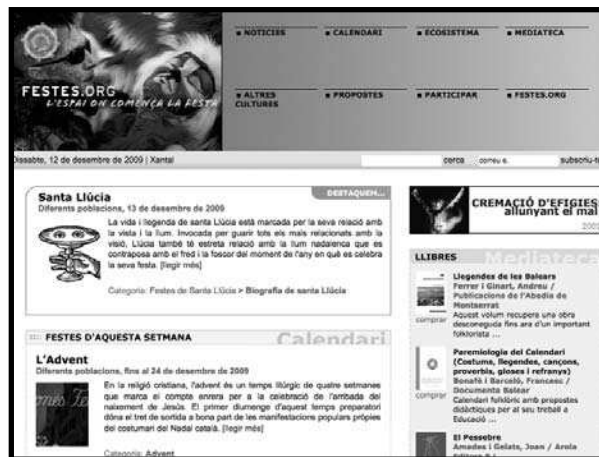 NOTICIES
CALENDARI
ECOSISTEMA
MEDIATECA
FESTES.ORG
L'ESPAI ON COMENÇA LA FESTA
ALTRES
CULTURES
PROPOSTES
PARTICIPAR
FESTES.ORG
Dissabte, 12 de desembre de 2009 | Xantal
cerca
correu e.
subscriu-t
Santa Llúcia
DESTAQUEM...
Diferents poblacions, 13 de desembre de 2009
La vida i llegenda de santa Llúcia està marcada per la seva relació amb
la vista i la llum. Invocada per guarir tots els mals relacionats amb la
visió, Llúcia també té estreta relació amb la llum nadalenca que es
contraposa amb el fred i la foscor del moment de l'any en què es celebra
la seva festa. [llegir més]
Categoria: Festes de Santa Llúcia > Biografia de santa Llúcia
FESTES D'AQUESTA SETMANA
Calendari
L'Advent
Diferents poblacions, fins al 24 de desembre de 2009
En la religió cristiana, l'advent és un temps litúrgic de quatre setmanes
que marca el compte enrera per a la celebració de l'arribada del
naixement de Jesús. El primer diumenge d'aquest temps preparatori
dóna el tret de sortida a bona part de les manifestacions populars pròpies
del costumari del Nadal català. [llegir més]
Categoria: Advent
CREMACIÓ D'EFIGIES:
allunyant el mal
LLIBRES
Mediateca
Llegendes de les Balears
Ferrer i Ginart, Andreu /
Publicacions de l'Abadia de
Montserrat
Aquest volum recupera una obra
desconeguda fins ara d'un important
folklorista ...
comprar
Paremiologia del Calendari
(Costums, llegendes, cançons,
proverbis, gloses i refranys)
Bonafè i Barceló, Francesc /
Documenta Balear
Calendari folklòric amb propostes
didàctiques per al seu treball a
Educació ...
comprar
El Pessebre
Amades i Gelats, Joan / Arola